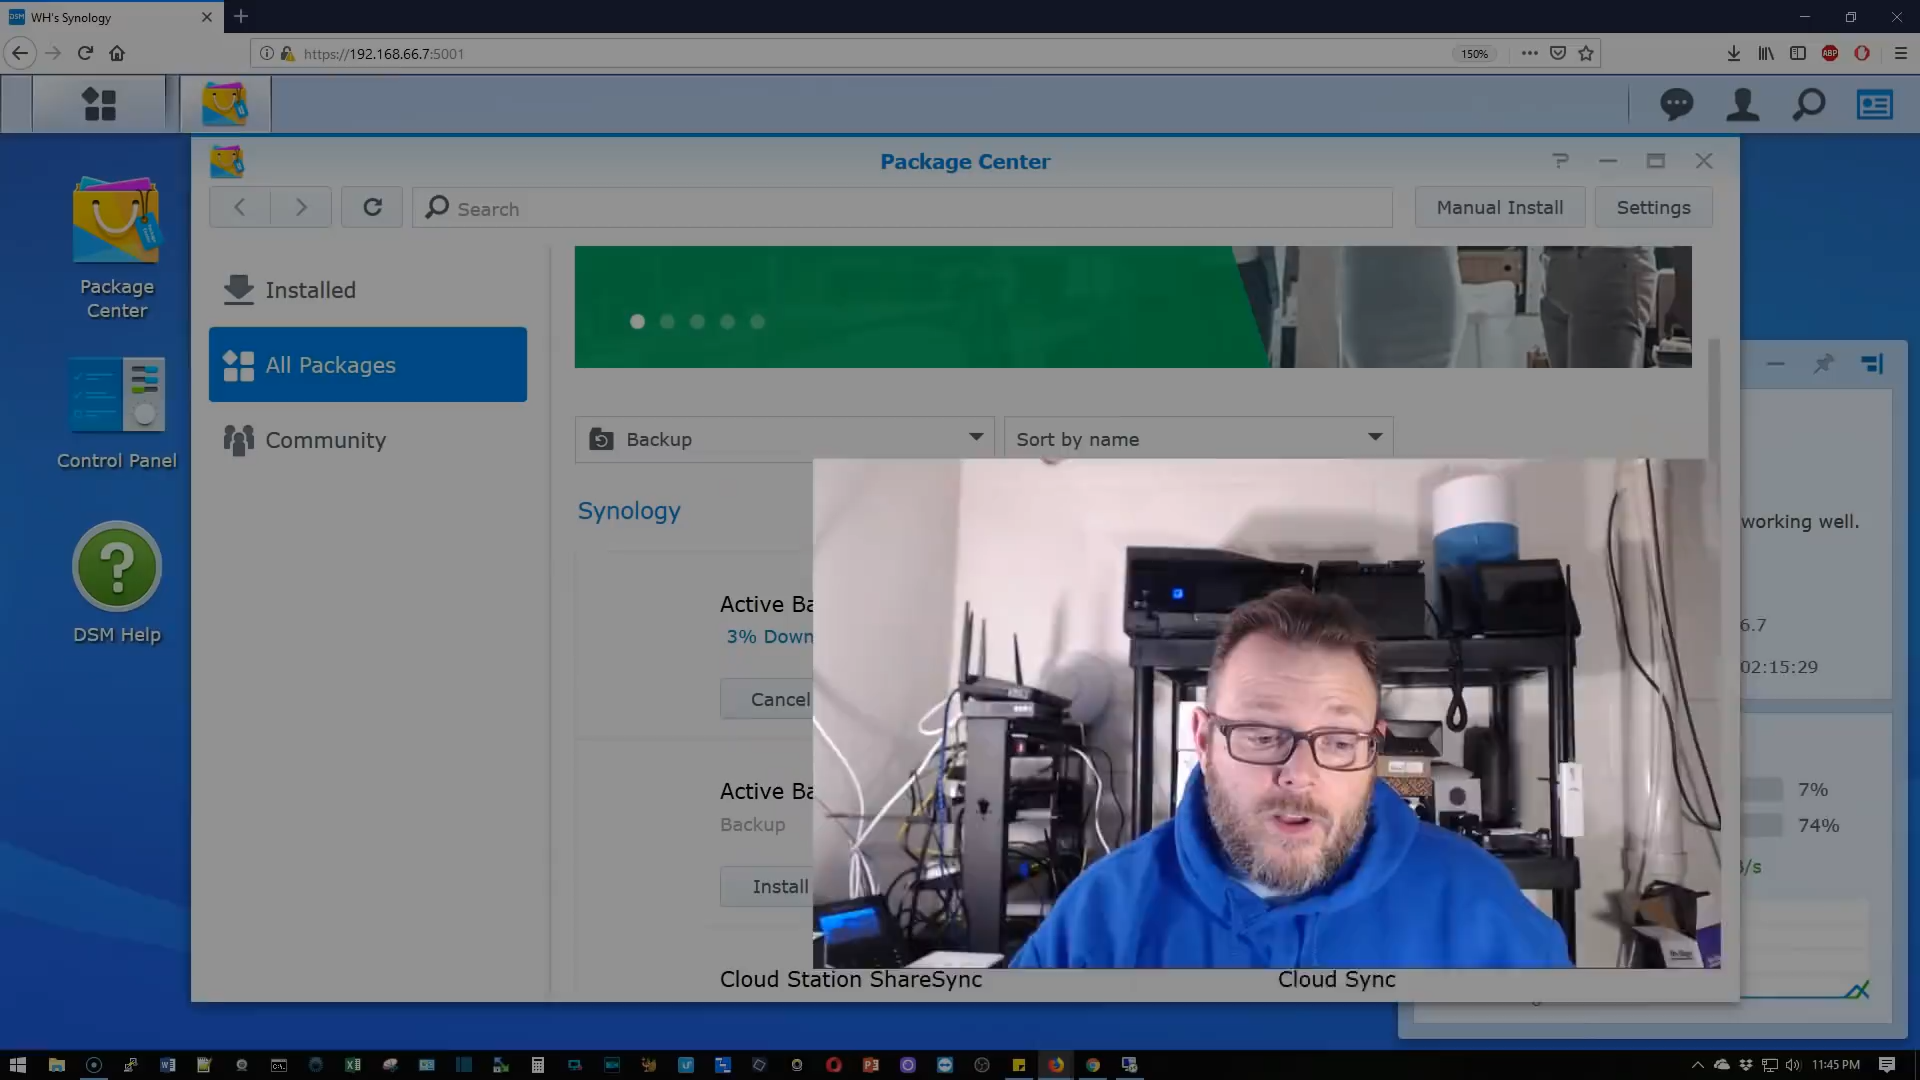 WH's Synology
https://192.168.66.7:5001
150%
ABP
Package Center
Search
Manual Install
Settings
Package
Center
Installed
All Packages
Community
Backup
Sort by name
Control Panel
Synology
working well.
Active Ba
3% Down
6.7
DSM Help
02:15:29
Cancel
Active Ba
7%
Backup
74%
/s
Install
Cloud Station ShareSync
Cloud Sync
11:45 PM